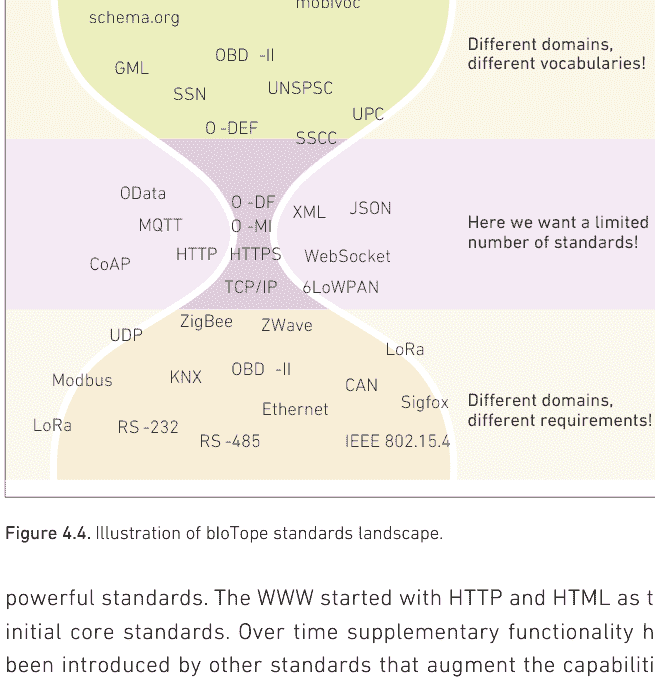 mobivoc
schema.org
Different domains,
different vocabularies!
OBD -II
GML
UNSPSC
SSN
UPC
O -DEF
SSCC
OData
O -DF
XML
JSON
MQTT
O -MI
Here we want a limited
number of standards!
HTTP
HTTPS
WebSocket
CoAP
TCP/IP
6LoWPAN
ZigBee
ZWave
UDP
LoRa
OBD -II
KNX
Modbus
CAN
Different domains,
different requirements!
Sigfox
Ethernet
LoRa
RS -232
RS -485
IEEE 802.15.4
Figure 4.4. Illustration of bIoTope standards landscape.
powerful standards. The WWW started with HTTP and HTML as t
initial core standards. Over time supplementary functionality h
been introduced by other standards that augment the capabiliti